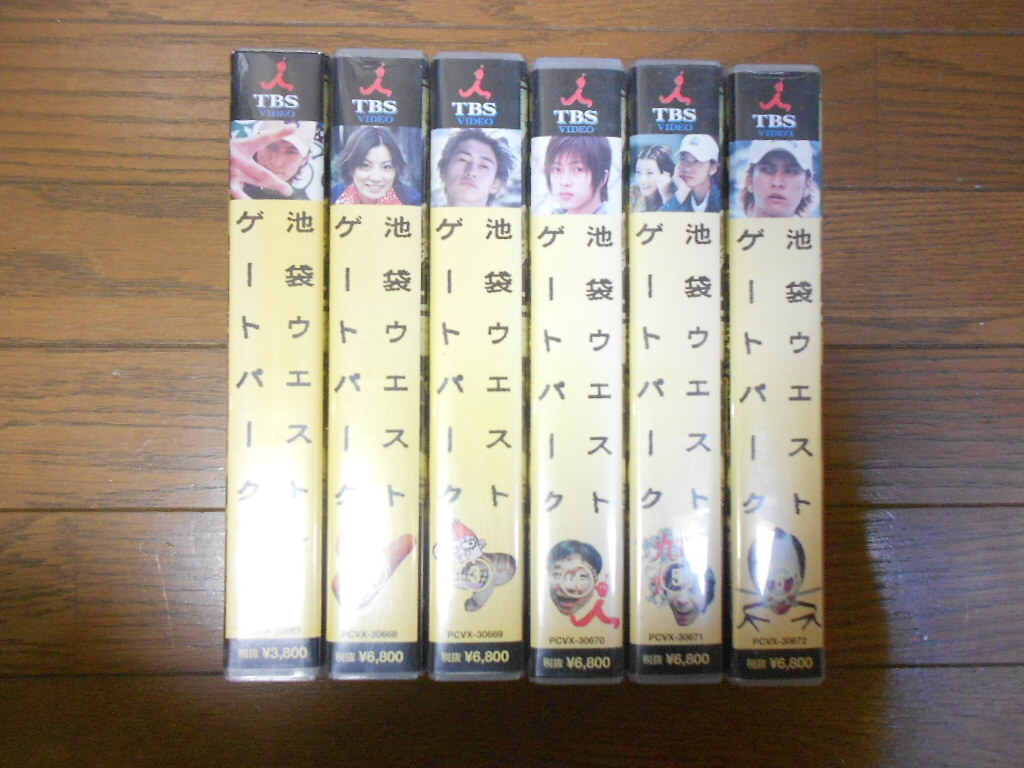 TBS
VIDEO
池袋ウエスト
ゲートパーク
税抜 ¥3,800
TBS
VIDEO
池袋ウエスト
ゲートパーク
PCVX-30668
税抜 ¥6,800
TBS
VIDEO
池袋ウエスト
ゲートパーク
PCVX-30669
税抜 ¥6,800
TBS
VIDEO
池袋ウエスト
ゲートパーク
PCVX-30670
税抜 ¥6,800
TBS
VIDEO
池袋ウエスト
ゲートパーク
5
PCVX-30671
税抜 ¥6,800
TBS
VIDEO
池袋ウエスト
ゲートパーク
PCVX-30672
税抜 ¥6,800